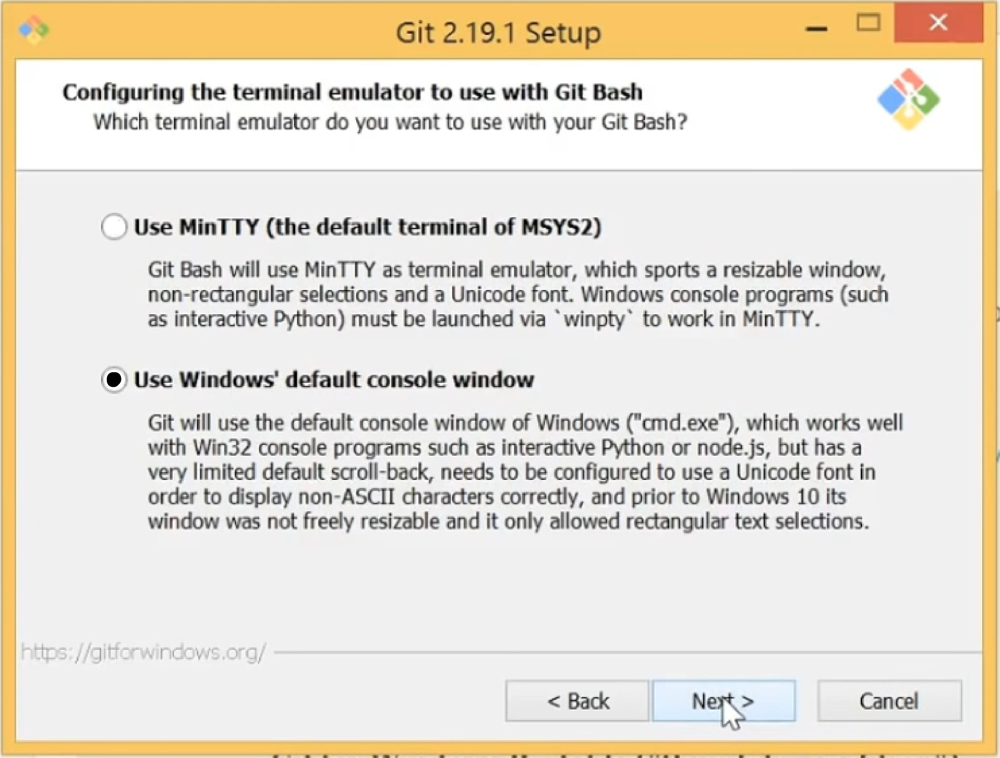 Git 2.19.1 Setup
Configuring the terminal emulator to use with Git Bash
Which terminal emulator do you want to use with your Git Bash?
Use MinTTY (the default terminal of MSYS2)
Git Bash will use MinTTY as terminal emulator, which sports a resizable window,
non-rectangular selections and a Unicode font. Windows console programs (such
as interactive Python) must be launched via `winpty` to work in MinTTY.
Use Windows' default console window
Git will use the default console window of Windows ("cmd.exe"), which works well
with Win32 console programs such as interactive Python or node.js, but has a
very limited default scroll-back, needs to be configured to use a Unicode font in
order to display non-ASCII characters correctly, and prior to Windows 10 its
window was not freely resizable and it only allowed rectangular text selections.
https://gitforwindows.org/
< Back
Next >
Cancel